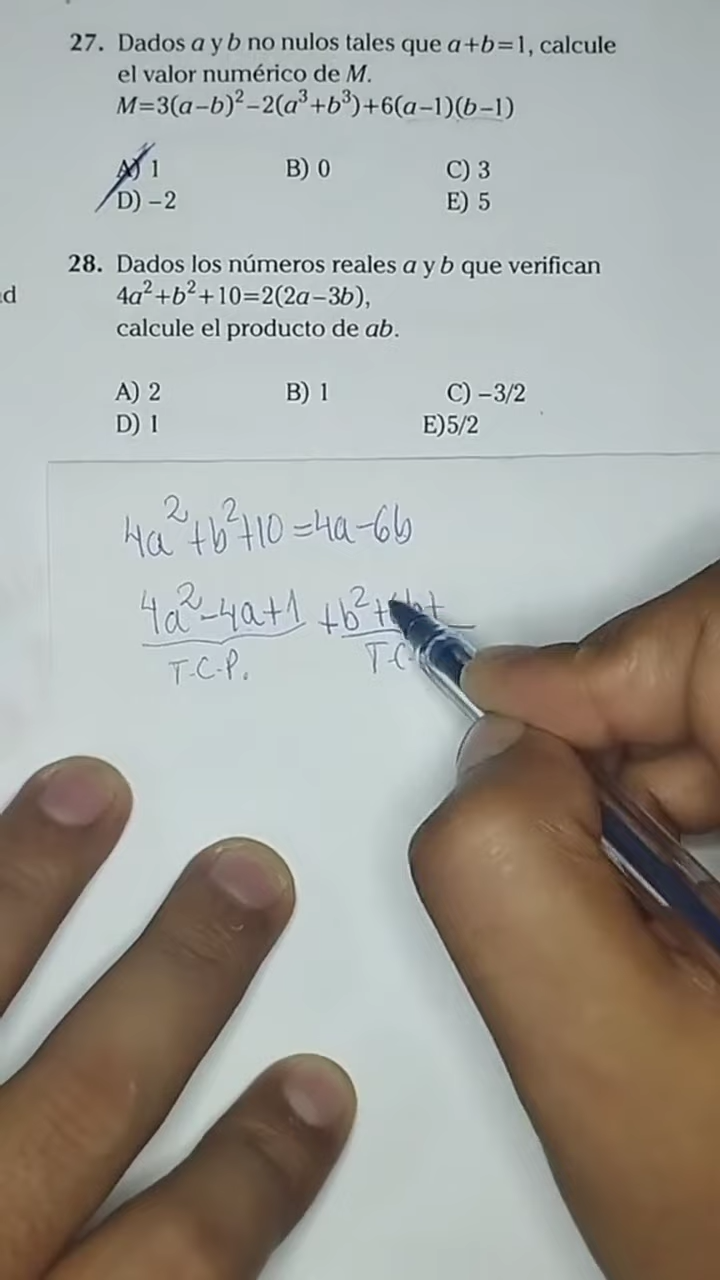 27. Dados a y b no nulos tales que a+b=1, calcule
el valor numérico de M.
M=3(a−b)²−2(a³+b³)+6(a−1)(b−1)
A) 1 B) 0 C) 3
D) −2 E) 5
28. Dados los números reales a y b que verifican
d
4a²+b²+10=2(2a−3b),
calcule el producto de ab.
A) 2 B) 1 C) −3/2
D) 1 E)5/2
4a²+b²+10=4a−6b
4a²−4a+1 +b²+
T.C.P. T.C